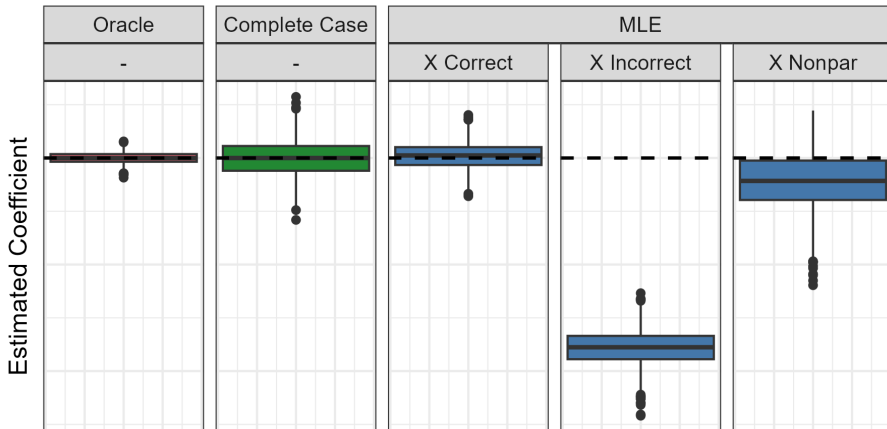 Oracle
Complete Case
MLE
-
-
X Correct
X Incorrect
X Nonpar
Estimated Coefficient